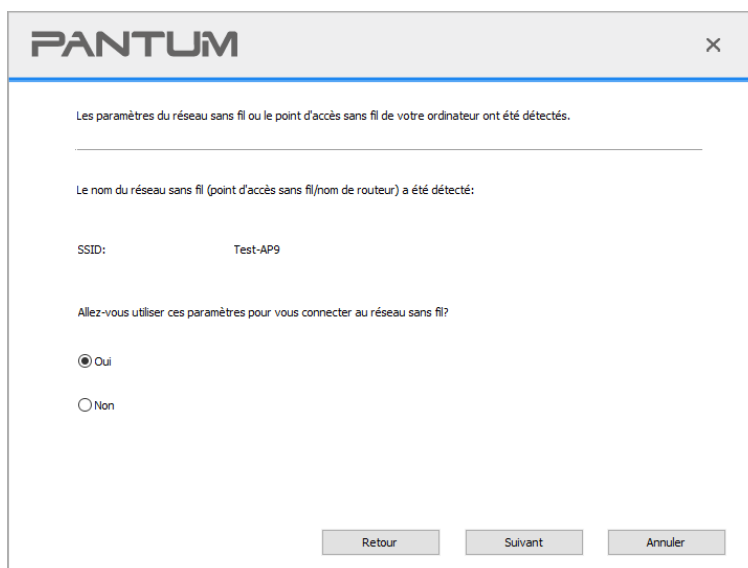 PANTUM
Les paramètres du réseau sans fil ou le point d'accès sans fil de votre ordinateur ont été détectés.
Le nom du réseau sans fil (point d'accès sans fil/nom de routeur) a été détecté:
SSID: Test-AP9
Allez-vous utiliser ces paramètres pour vous connecter au réseau sans fil?
Oui
Non
Retour Suivant Annuler